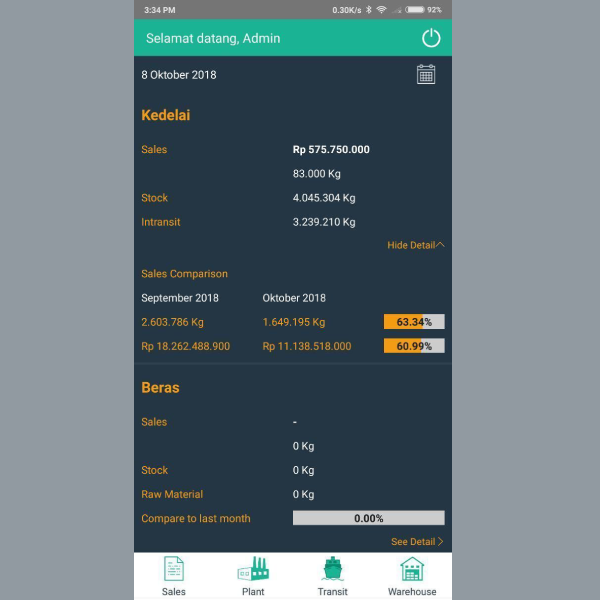 3:34 PM 0.30K/s 92%
Selamat datang, Admin
8 Oktober 2018
Kedelai
Sales Rp 575.750.000
83.000 Kg
Stock 4.045.304 Kg
Intransit 3.239.210 Kg
Hide Detail
Sales Comparison
September 2018 Oktober 2018
2.603.786 Kg 1.649.195 Kg 63.34%
Rp 18.262.488.900 Rp 11.138.518.000 60.99%
Beras
Sales -
0 Kg
Stock 0 Kg
Raw Material 0 Kg
Compare to last month 0.00%
See Detail
Sales Plant Transit Warehouse